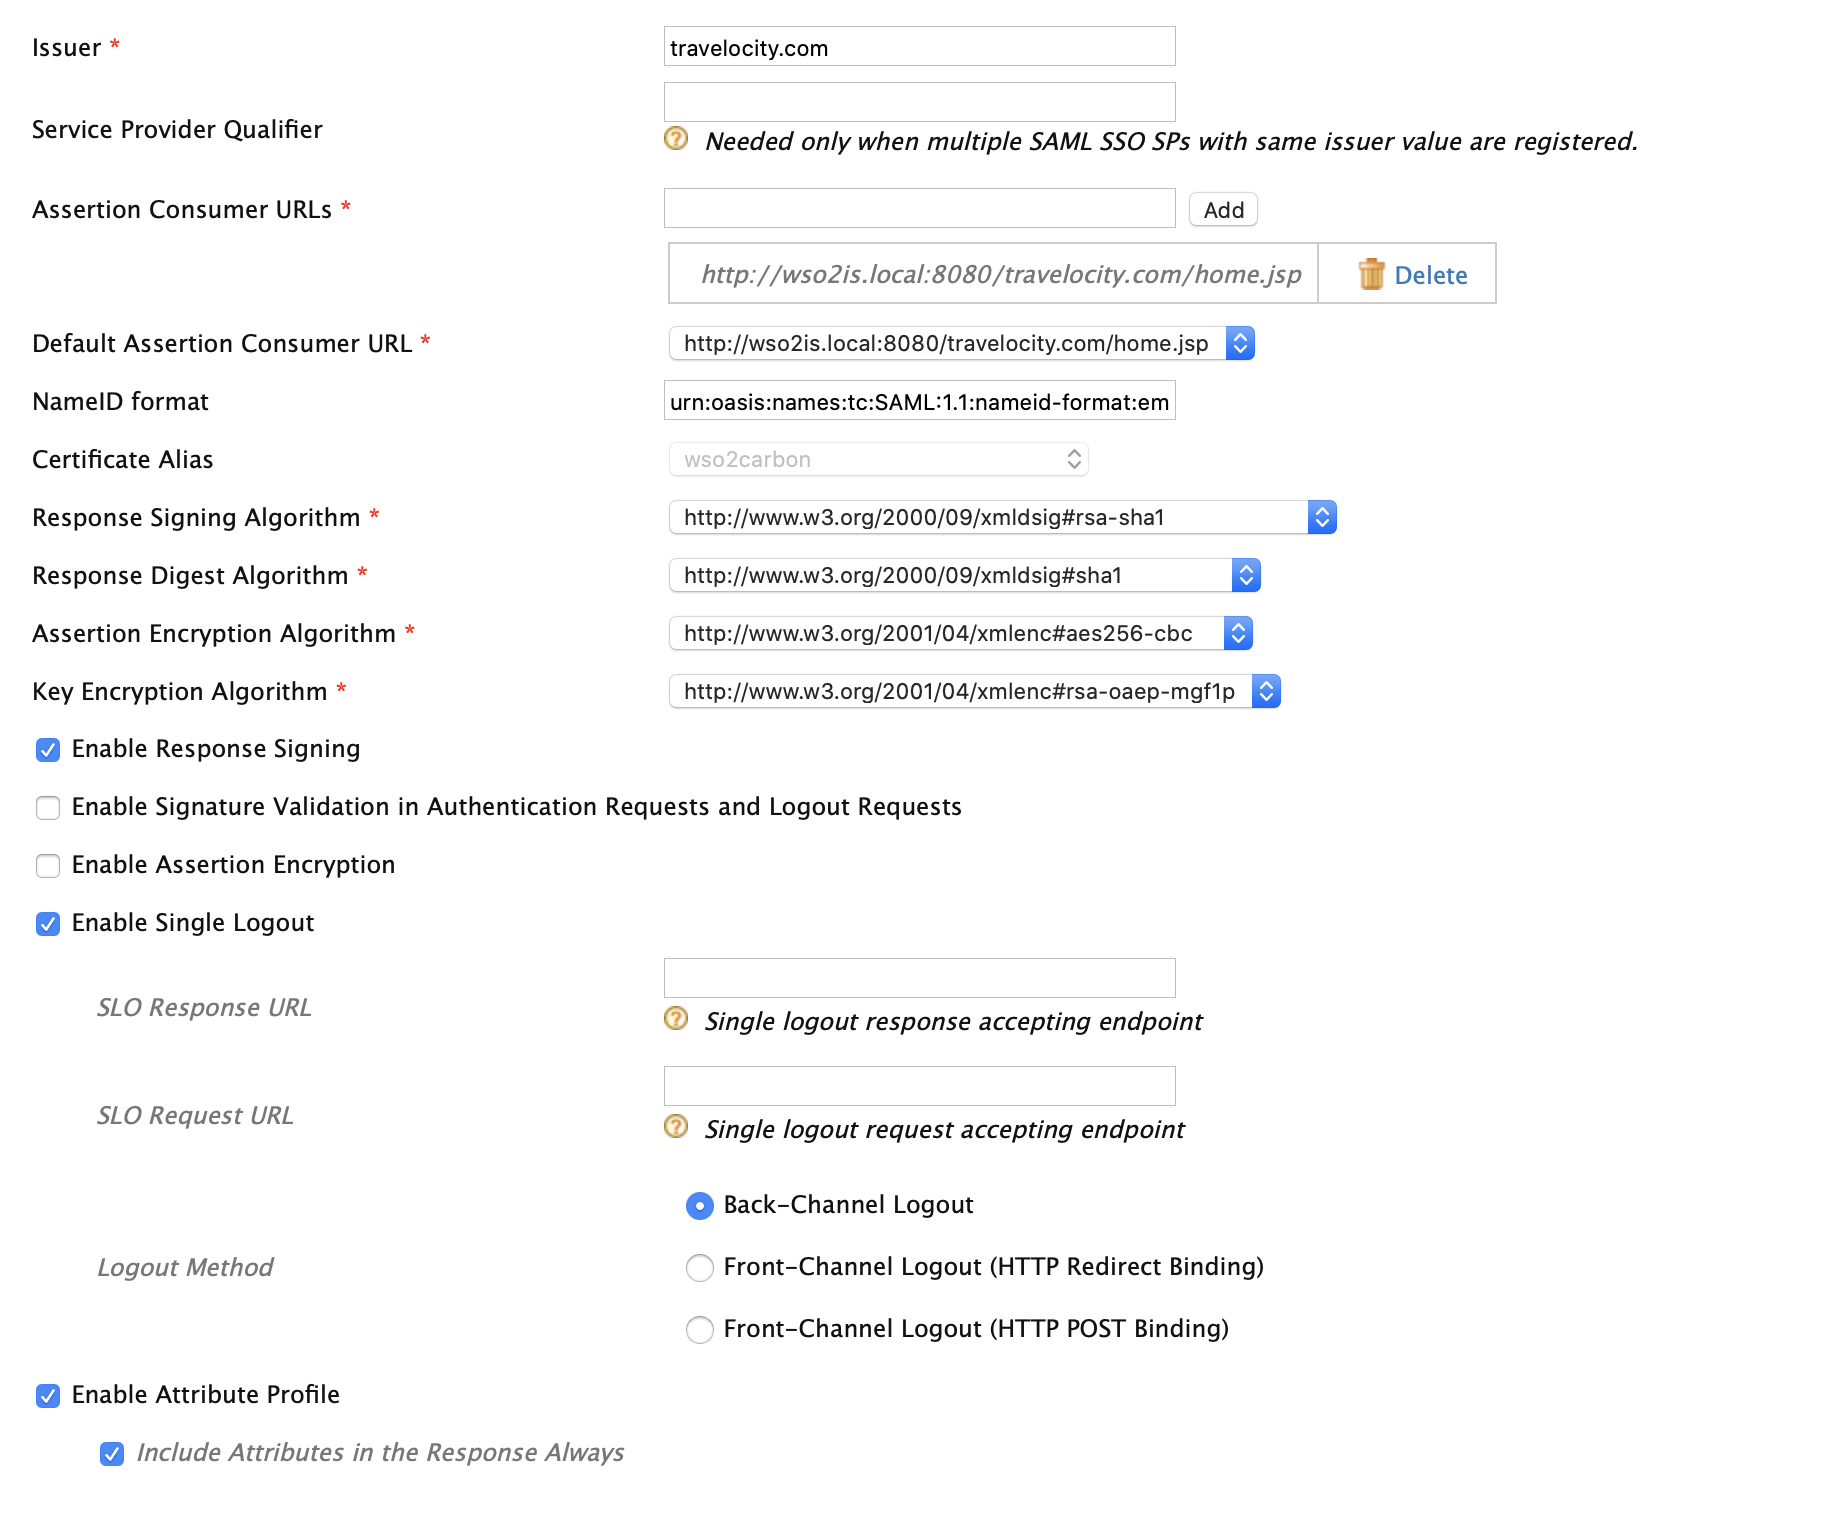 Issuer *
travelocity.com
Service Provider Qualifier
Needed only when multiple SAML SSO SPs with same issuer value are registered.
Assertion Consumer URLs *
Add
http://wso2is.local:8080/travelocity.com/home.jsp
Delete
Default Assertion Consumer URL *
http://wso2is.local:8080/travelocity.com/home.jsp
NameID format
urn:oasis:names:tc:SAML:1.1:nameid-format:em
Certificate Alias
wso2carbon
Response Signing Algorithm *
http://www.w3.org/2000/09/xmldsig#rsa-sha1
Response Digest Algorithm *
http://www.w3.org/2000/09/xmldsig#sha1
Assertion Encryption Algorithm *
http://www.w3.org/2001/04/xmlenc#aes256-cbc
Key Encryption Algorithm *
http://www.w3.org/2001/04/xmlenc#rsa-oaep-mgf1p
Enable Response Signing
Enable Signature Validation in Authentication Requests and Logout Requests
Enable Assertion Encryption
Enable Single Logout
SLO Response URL
? Single logout response accepting endpoint
SLO Request URL
? Single logout request accepting endpoint
Back-Channel Logout
Logout Method
Front-Channel Logout (HTTP Redirect Binding)
Front-Channel Logout (HTTP POST Binding)
Enable Attribute Profile
Include Attributes in the Response Always